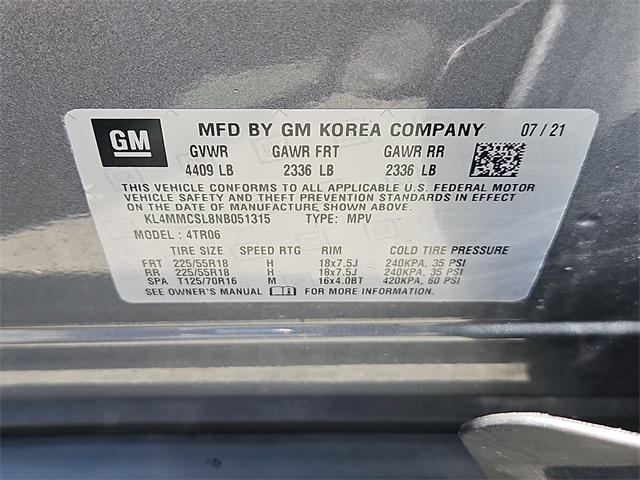 GM MFD BY GM KOREA COMPANY 07 / 21
GVWR GAWR FRT GAWR RR
4409 LB 2336 LB 2336 LB
THIS VEHICLE CONFORMS TO ALL APPLICABLE U.S. FEDERAL MOTOR
VEHICLE SAFETY AND THEFT PREVENTION STANDARDS IN EFFECT
ON THE DATE OF MANUFACTURE SHOWN ABOVE.
KL4MMCSL8NB051315 TYPE: MPV
MODEL : 4TR06
TIRE SIZE SPEED RTG RIM COLD TIRE PRESSURE
FRT 225/55R18 H 18x7.5J 240KPA, 35 PSI
RR 225/55R18 H 18x7.5J 240KPA, 35 PSI
SPA T125/70R16 M 16x4.0BT 420KPA, 60 PSI
SEE OWNER'S MANUAL FOR MORE INFORMATION.